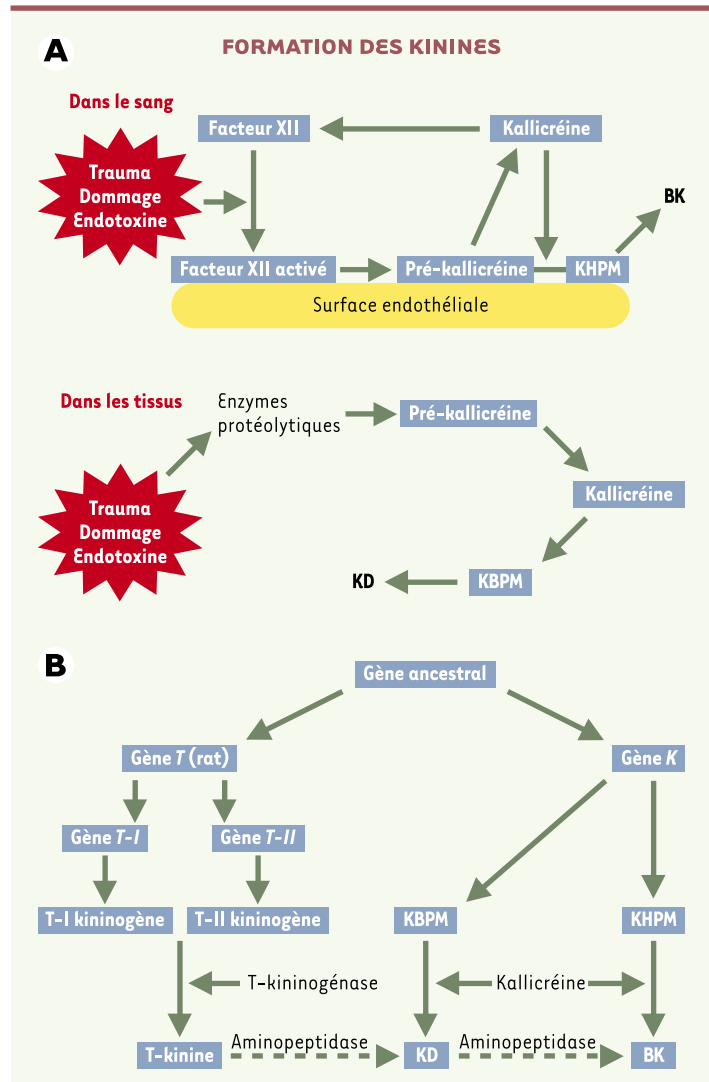 A
FORMATION DES KININES
Dans le sang
Facteur XII
Kallicréine
Trauma
Dommage
Endotoxine
BK
Facteur XII activé
Pré-kallicréine
KHPM
Surface endothéliale
Dans les tissus
Enzymes
protéolytiques
Pré-kallicréine
Kallicréine
Trauma
Dommage
Endotoxine
KD
KBPM
B
Gène ancestral
Gène T (rat)
Gène K
Gène T-I
Gène T-II
T-I kininogène
T-II kininogène
KBPM
KHPM
T-kininogénase
Kallicréine
T-kinine
Aminopeptidase
KD
Aminopeptidase
BK